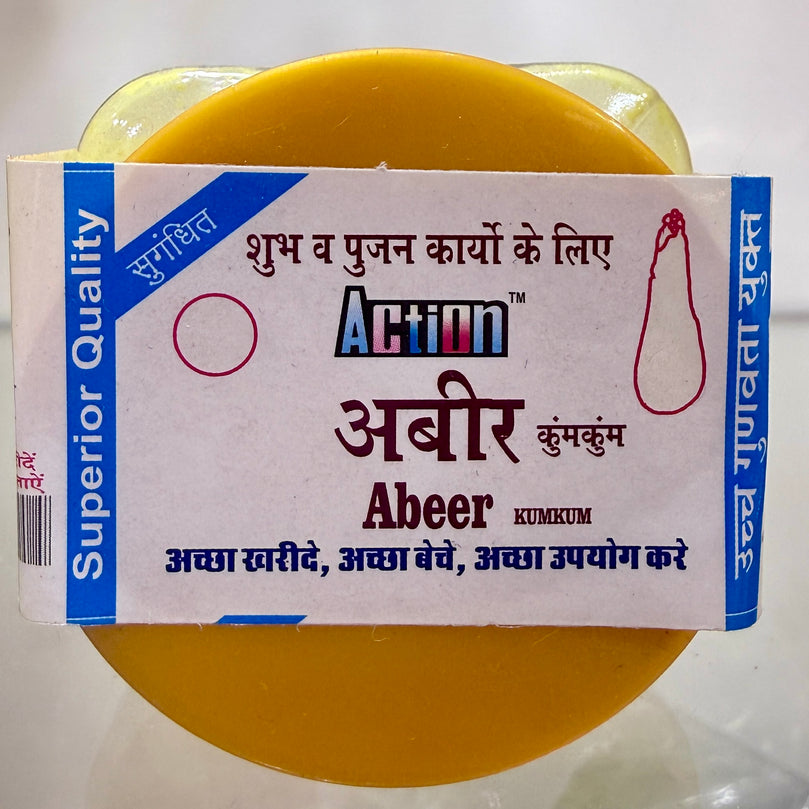 Superior Quality
सुगंधित
शुभ व पुजन कार्यो के लिए
Action™
अबीर कुंमकुंम
Abeer KUMKUM
अच्छा खरीदे, अच्छा बेचे, अच्छा उपयोग करे
उच्च गुणवता युक्त